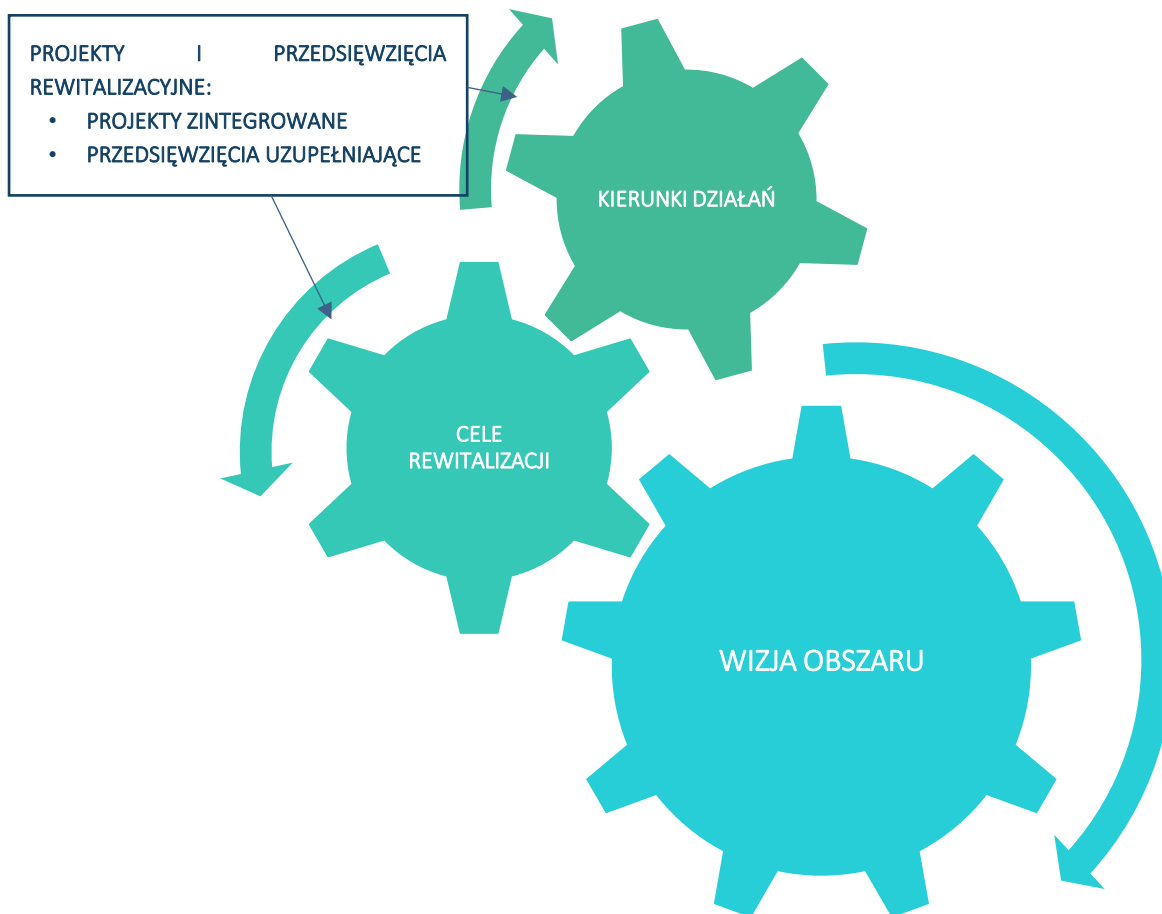 PROJEKTY I PRZEDSIĘWZIĘCIA
REWITALIZACYJNE:
• PROJEKTY ZINTEGROWANE
• PRZEDSIĘWZIĘCIA UZUPEŁNIAJĄCE
KIERUNKI DZIAŁAŃ
CELE
REWITALIZACJI
WIZJA OBSZARU